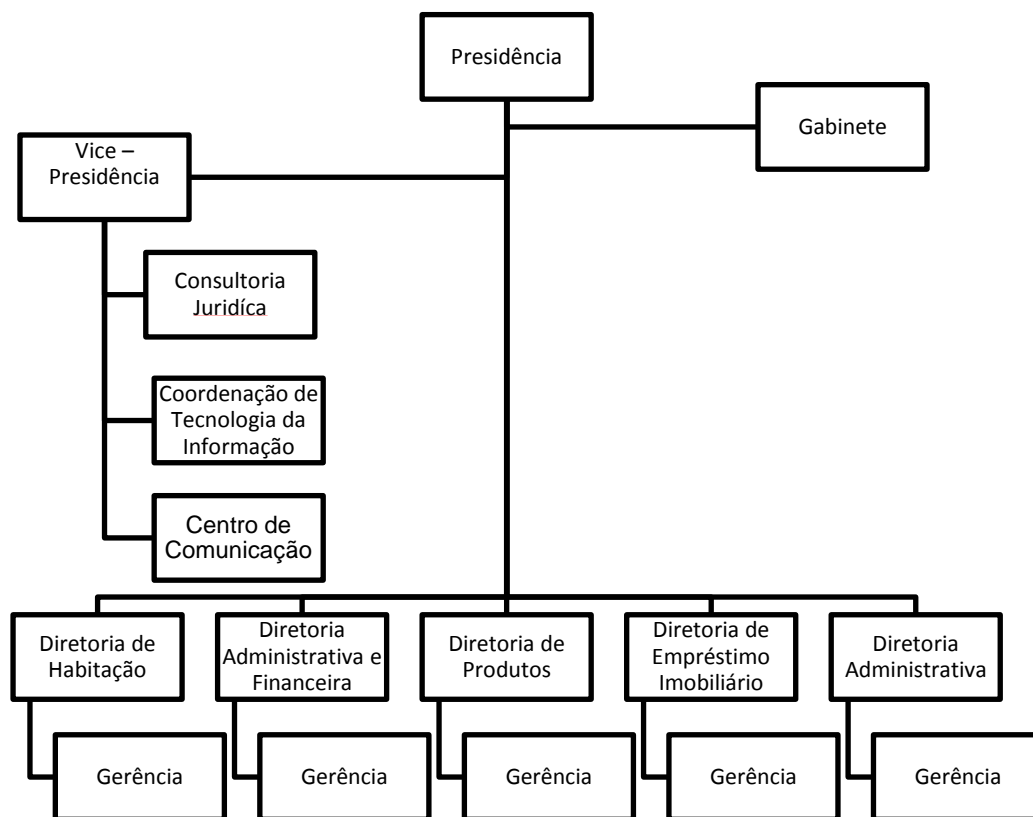 Presidência
Gabinete
Vice –
Presidência
Consultoria
Juridíca
Coordenação de
Tecnologia da
Informação
Centro de
Comunicação
Diretoria de
Habitação
Diretoria
Administrativa e
Financeira
Diretoria de
Produtos
Diretoria de
Empréstimo
Imobiliário
Diretoria
Administrativa
Gerência
Gerência
Gerência
Gerência
Gerência